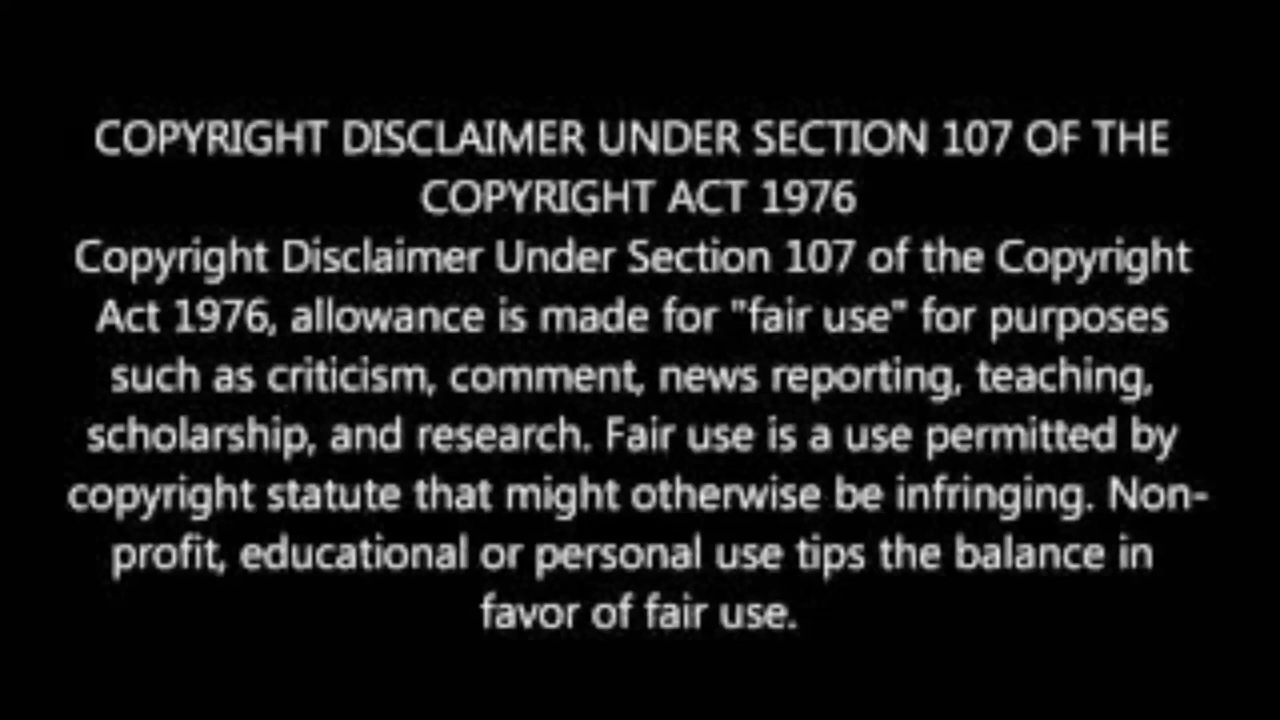 COPYRIGHT DISCLAIMER UNDER SECTION 107 OF THE
COPYRIGHT ACT 1976
Copyright Disclaimer Under Section 107 of the Copyright
Act 1976, allowance is made for "fair use" for purposes
such as criticism, comment, news reporting, teaching,
scholarship, and research. Fair use is a use permitted by
copyright statute that might otherwise be infringing. Non-
profit, educational or personal use tips the balance in
favor of fair use.